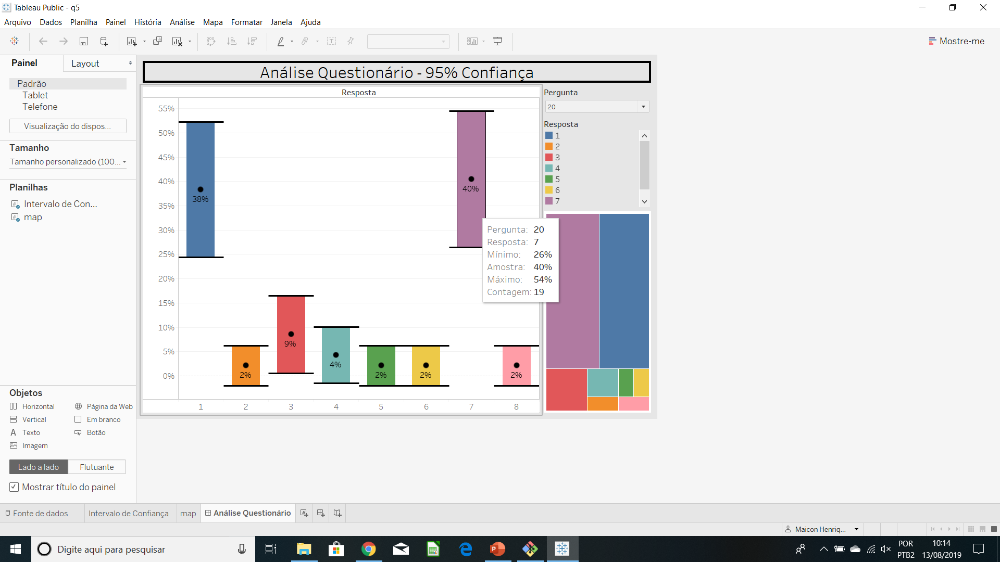 Tableau Public - q5
Arquivo Dados Planilha Painel História Análise Mapa Formatar Janela Ajuda
Mostre-me
Painel Layout
Padrão
Tablet
Telefone
Visualização do dispos...
Tamanho
Tamanho personalizado (100...
Planilhas
Intervalo de Con...
map
Objetos
Horizontal Página da Web
Vertical Em branco
A Texto Botão
Imagem
Lado a lado Flutuante
Mostrar título do painel
Análise Questionário - 95% Confiança
Resposta
55%
50%
45%
40%
35%
30%
25%
20%
15%
10%
5%
0%
38%
2%
9%
4%
2%
2%
40%
2%
1 2 3 4 5 6 7 8
Pergunta
20
Resposta
1
2
3
4
5
6
7
Pergunta: 20
Resposta: 7
Mínimo: 26%
Amostra: 40%
Máximo: 54%
Contagem: 19
Fonte de dados Intervalo de Confiança map Análise Questionário
Maicon Henriq...
Digite aqui para pesquisar
POR
PTB2
10:14
13/08/2019